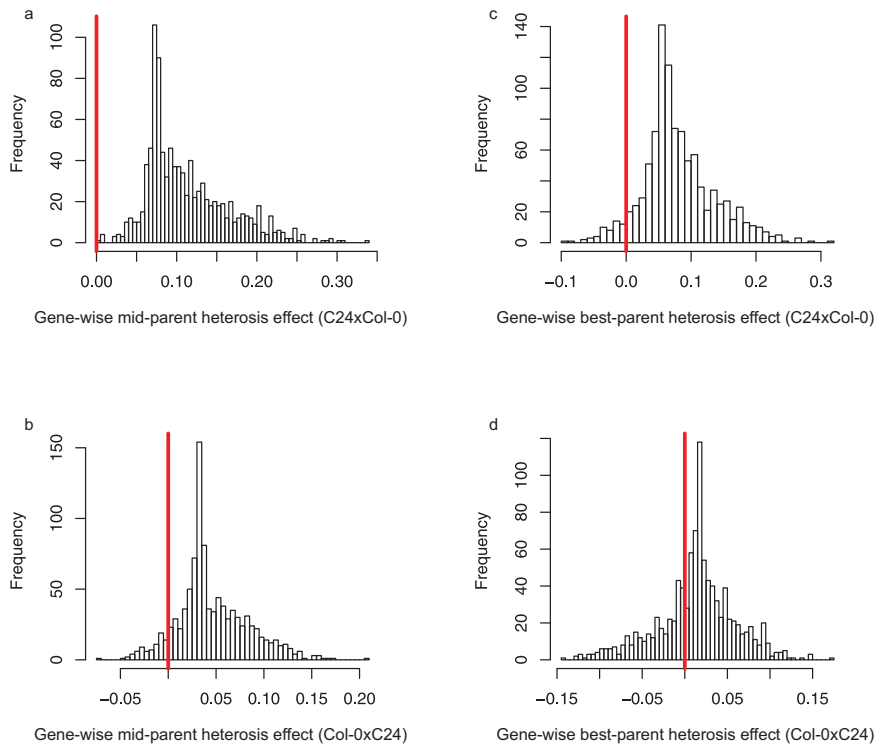 a
Frequency
0 20 40 60 80 100
0.00 0.10 0.20 0.30
Gene-wise mid-parent heterosis effect (C24xCol-0)
c
Frequency
0 20 60 100 140
−0.1 0.0 0.1 0.2 0.3
Gene-wise best-parent heterosis effect (C24xCol-0)
b
Frequency
0 50 100 150
−0.05 0.05 0.10 0.15 0.20
Gene-wise mid-parent heterosis effect (Col-0xC24)
d
Frequency
0 20 40 60 80 100
−0.15 −0.05 0.05 0.15
Gene-wise best-parent heterosis effect (Col-0xC24)